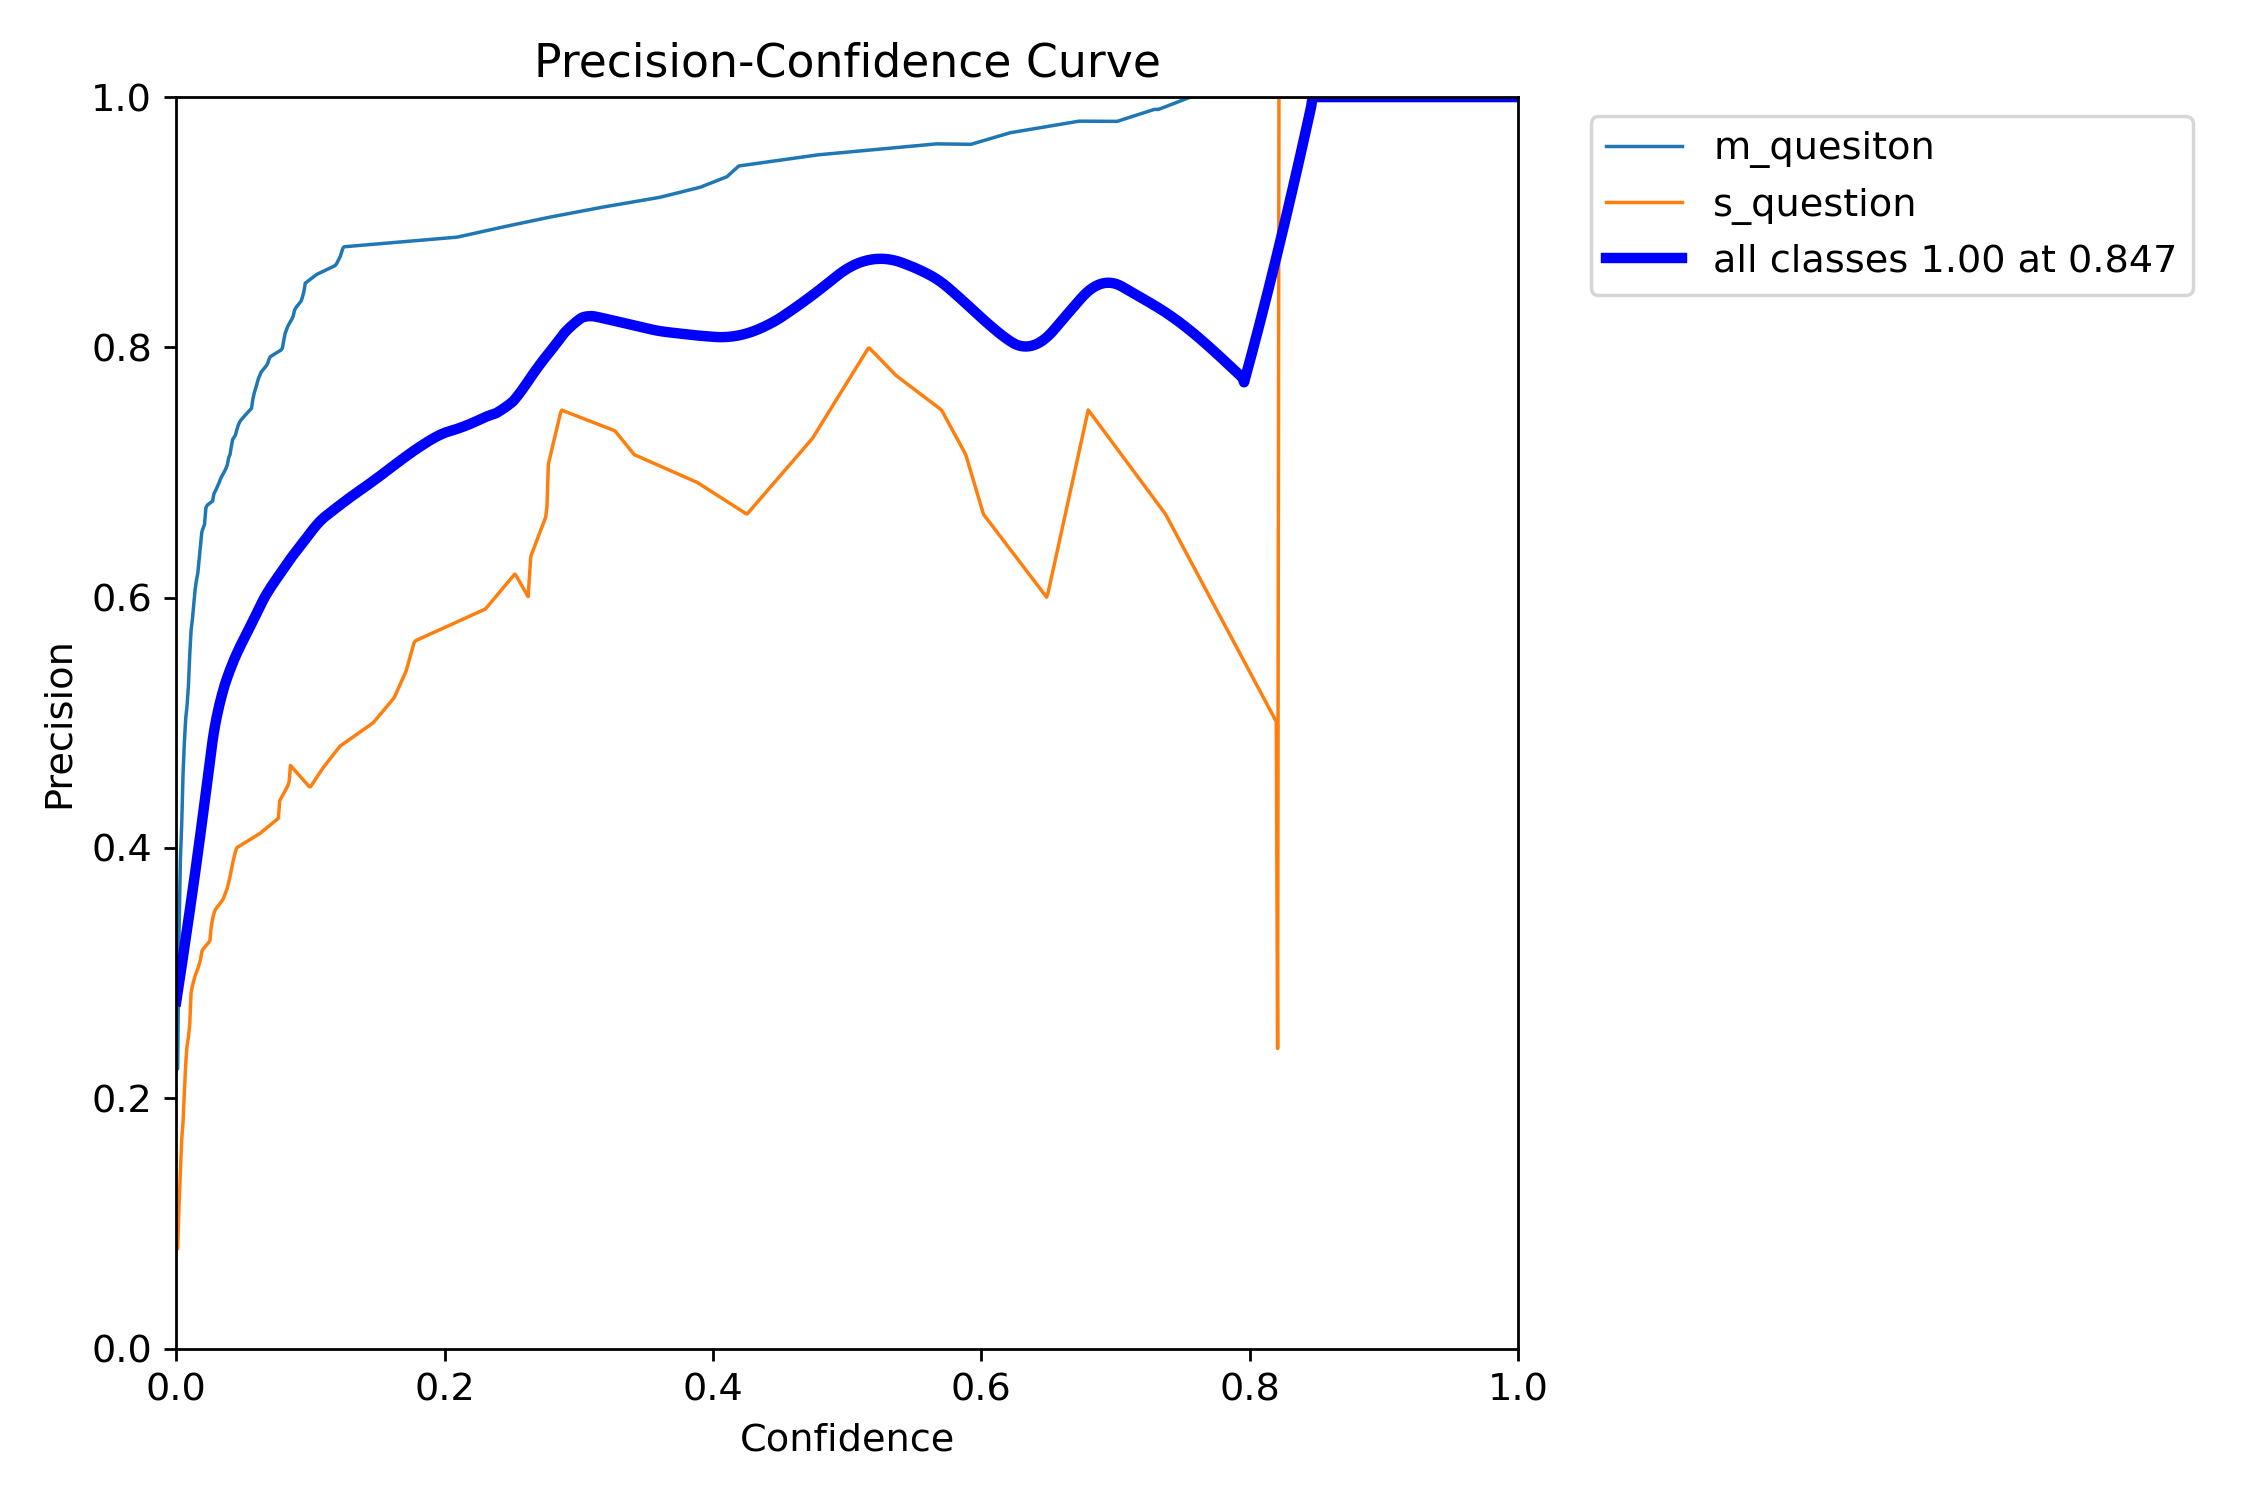 Precision-Confidence Curve
m_quesiton
s_question
all classes 1.00 at 0.847
Precision
1.0
0.8
0.6
0.4
0.2
0.0
0.0 0.2 0.4 0.6 0.8 1.0
Confidence